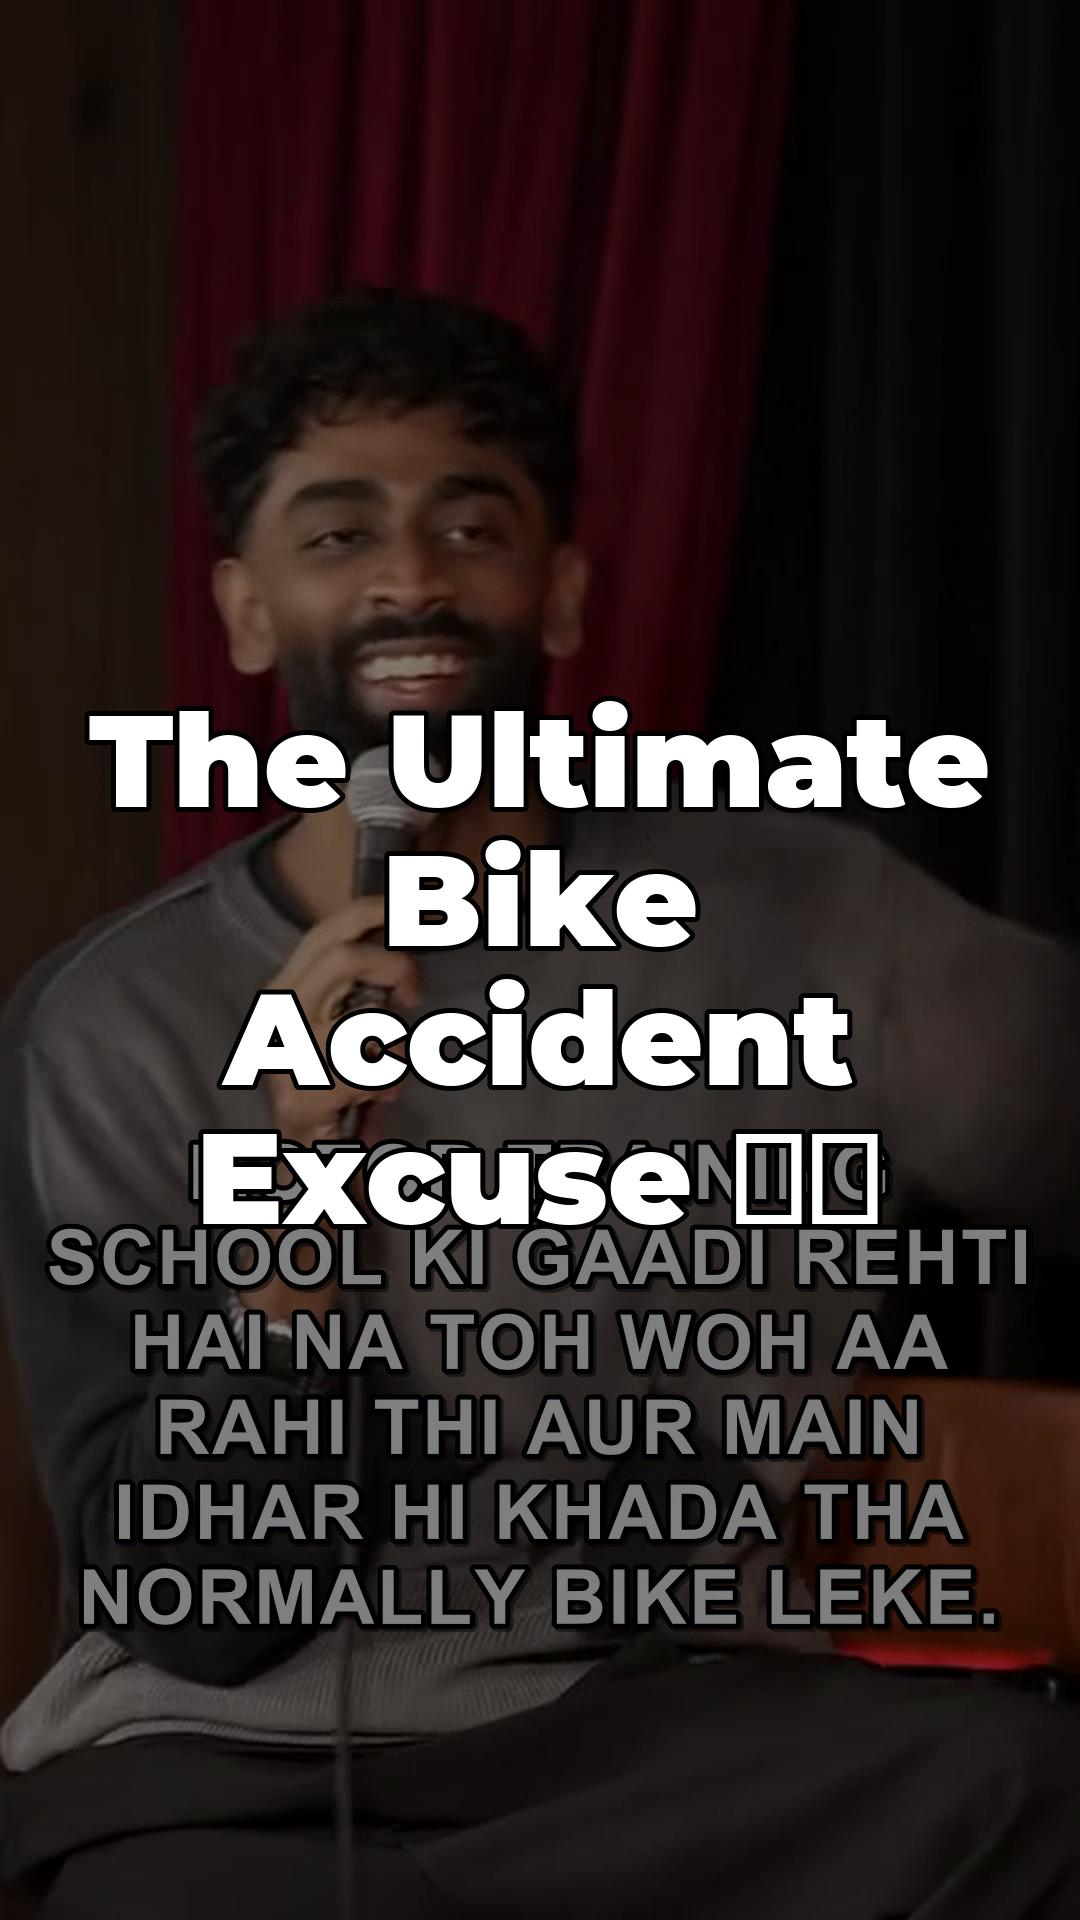 The Ultimate
Bike
Accident
Excuse
TRAINING
SCHOOL KI GAADI REHTI
HAI NA TOH WOH AA
RAHI THI AUR MAIN
IDHAR HI KHADA THA
NORMALLY BIKE LEKE.